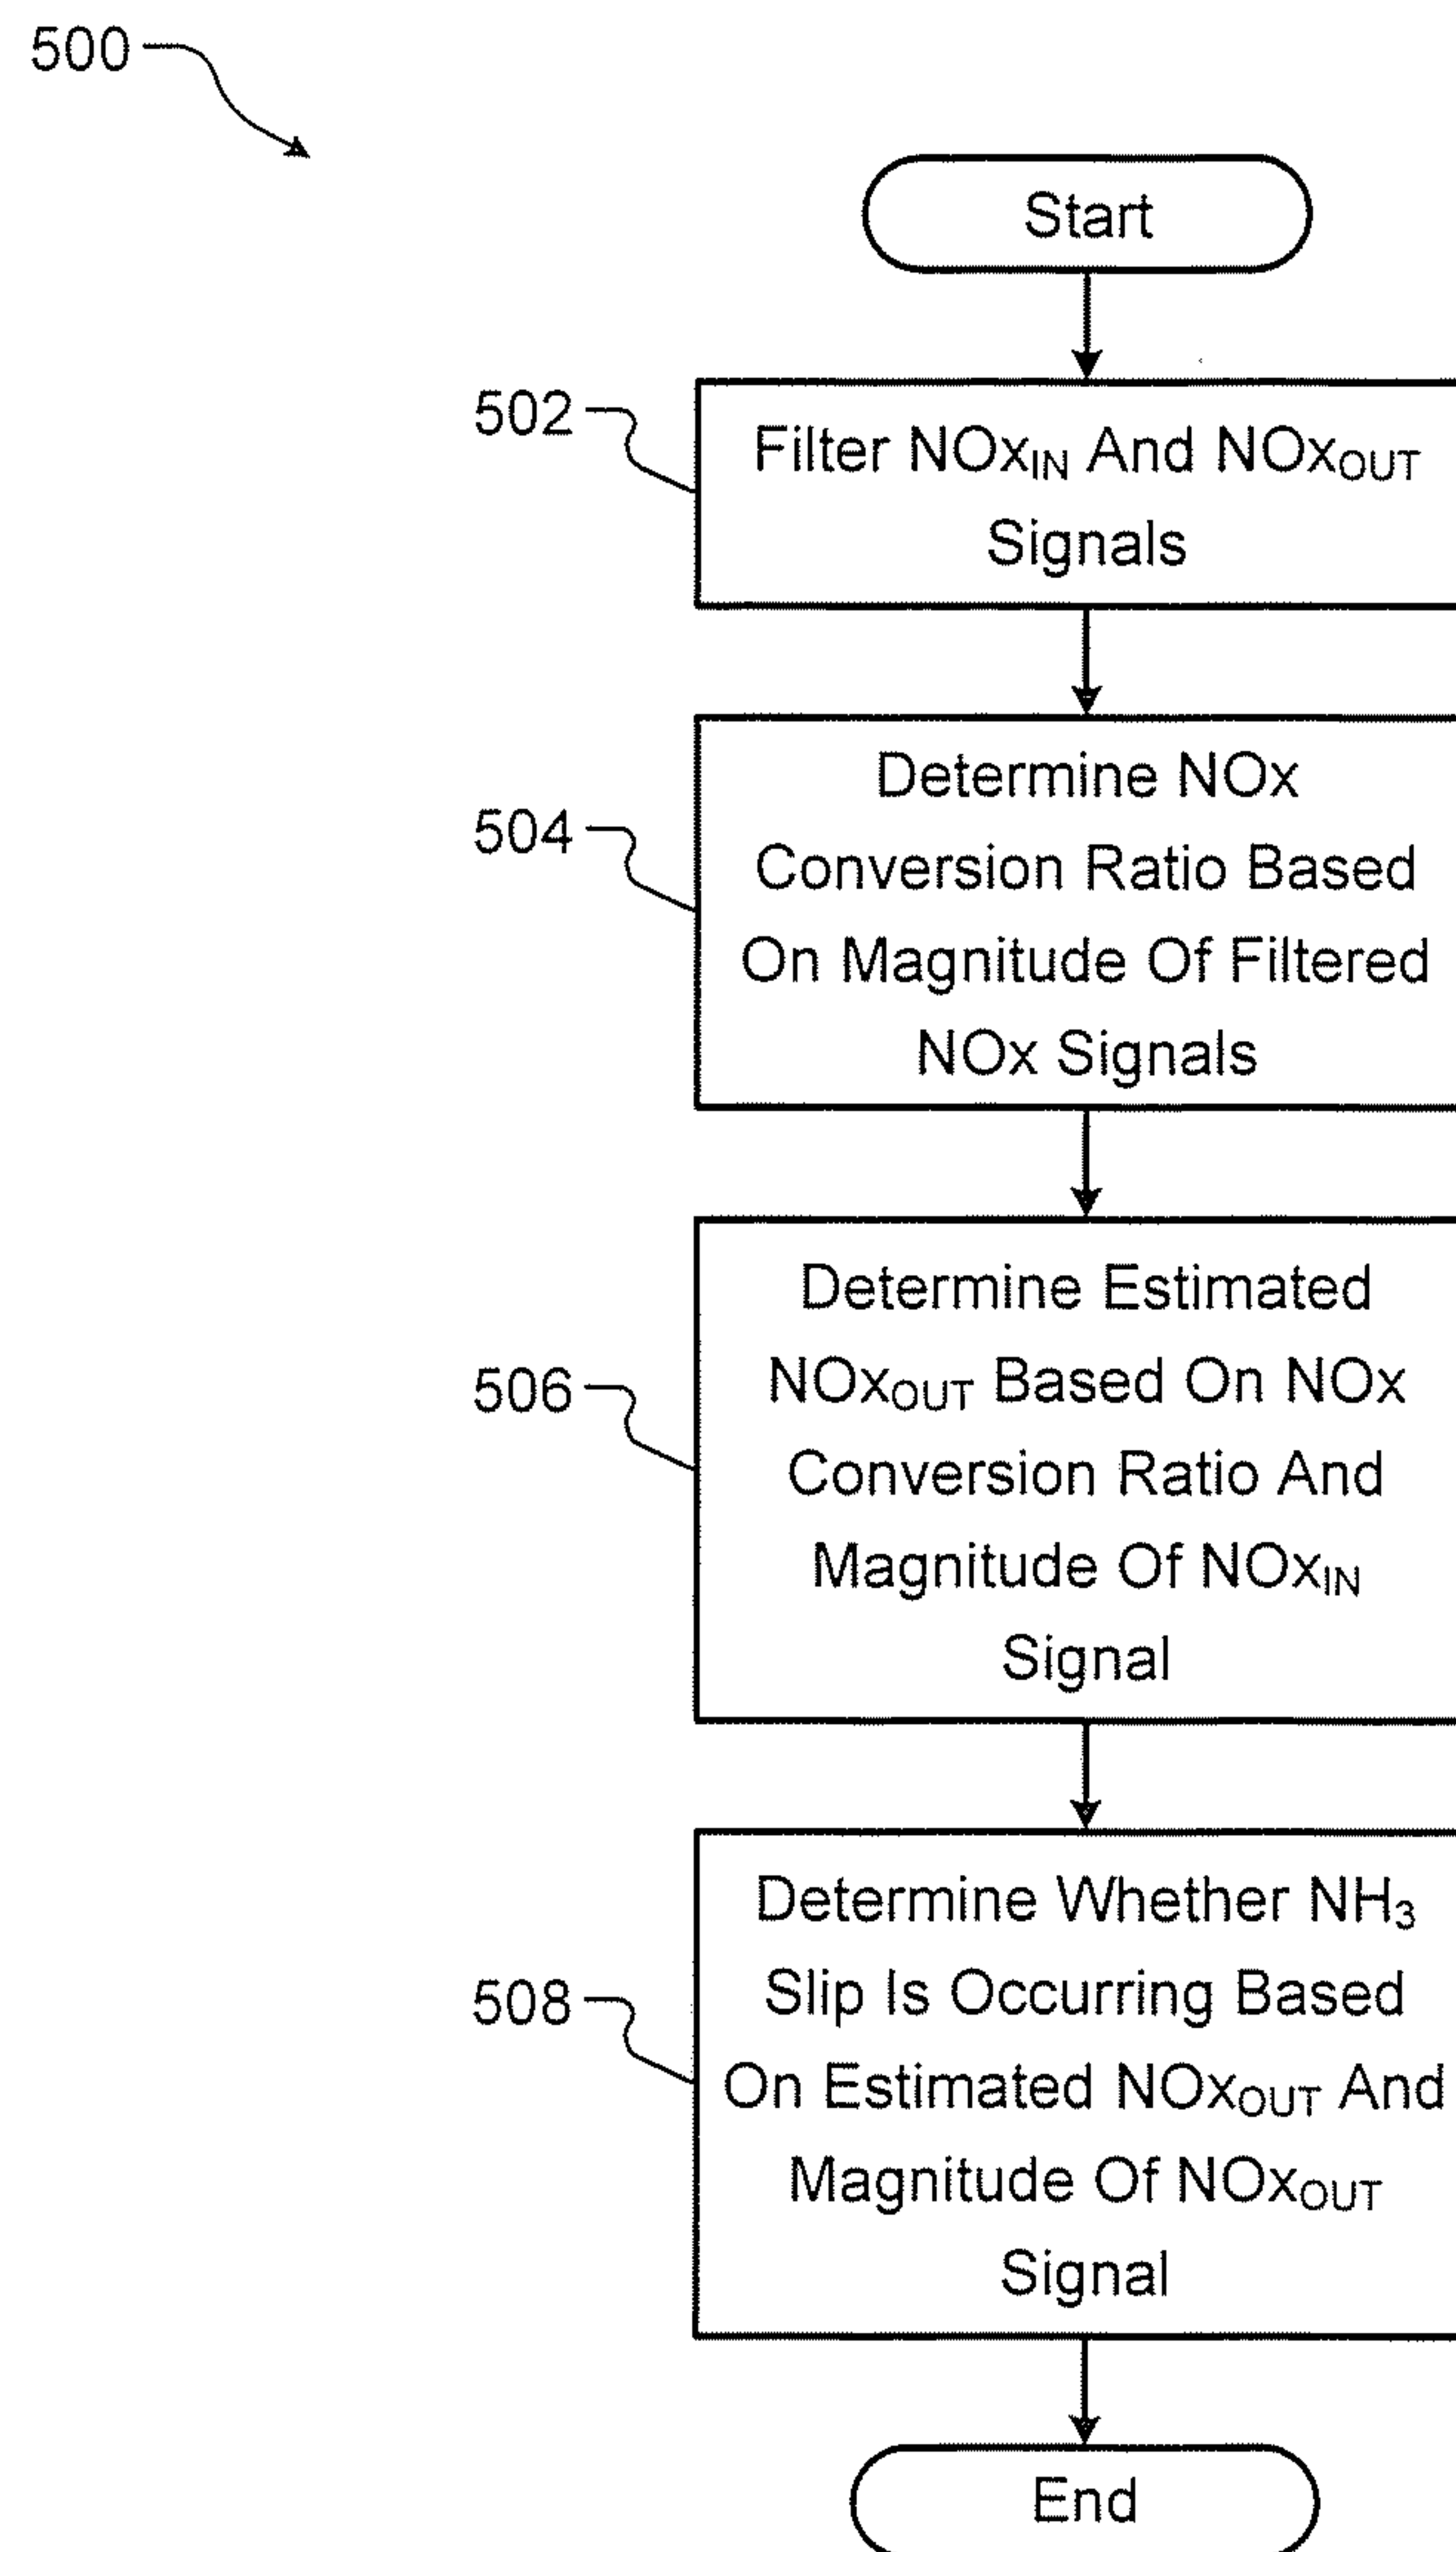 500
Start
502
Filter NOxIN And NOxOUT
Signals
504
Determine NOx
Conversion Ratio Based
On Magnitude Of Filtered
NOx Signals
506
Determine Estimated
NOxOUT Based On NOx
Conversion Ratio And
Magnitude Of NOxIN
Signal
508
Determine Whether NH3
Slip Is Occurring Based
On Estimated NOxOUT And
Magnitude Of NOxOUT
Signal
End